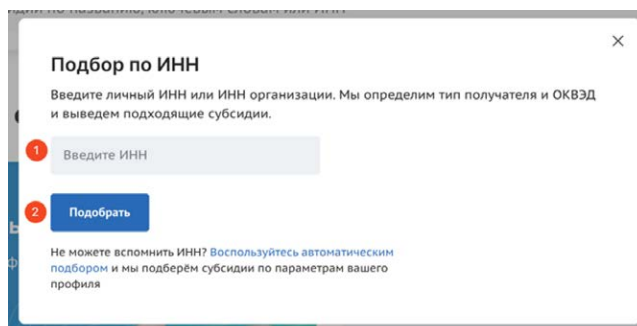 Подбор по ИНН
Введите личный ИНН или ИНН организации. Мы определим тип получателя и ОКВЭД
и выведем подходящие субсидии.
1
Введите ИНН
2
Подобрать
Не можете вспомнить ИНН? Воспользуйтесь автоматическим
подбором и мы подберём субсидии по параметрам вашего
профиля